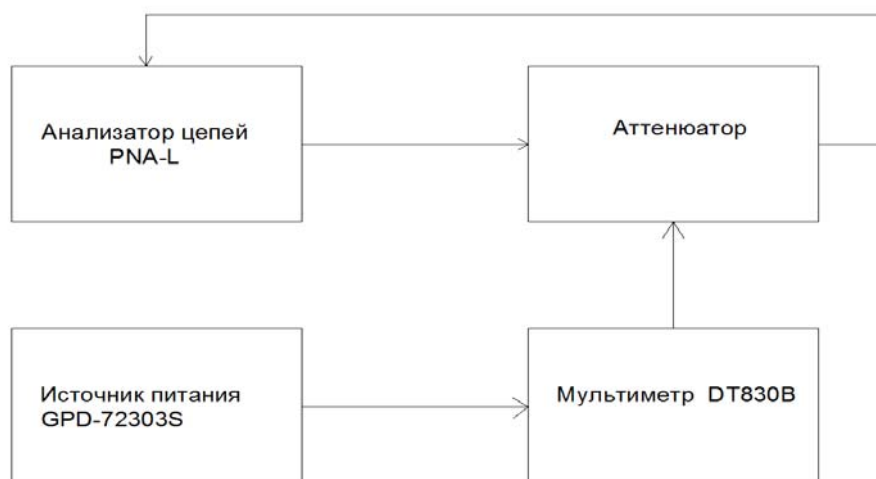 Анализатор цепей
PNA-L
Аттенюатор
Источник питания
GPD-72303S
Мультиметр DT830B